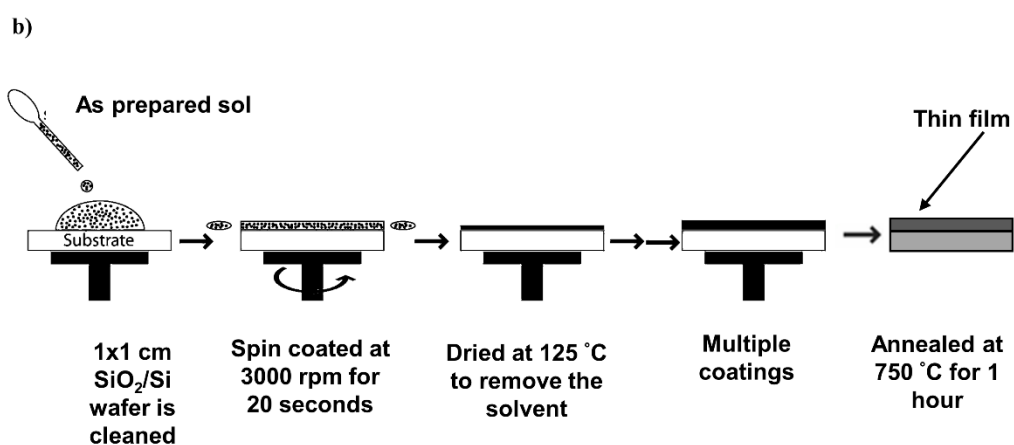 b)
As prepared sol
Thin film
Substrate
1x1 cm
SiO₂/Si
wafer is
cleaned
Spin coated at
3000 rpm for
20 seconds
Dried at 125 ˚C
to remove the
solvent
Multiple
coatings
Annealed at
750 ˚C for 1
hour